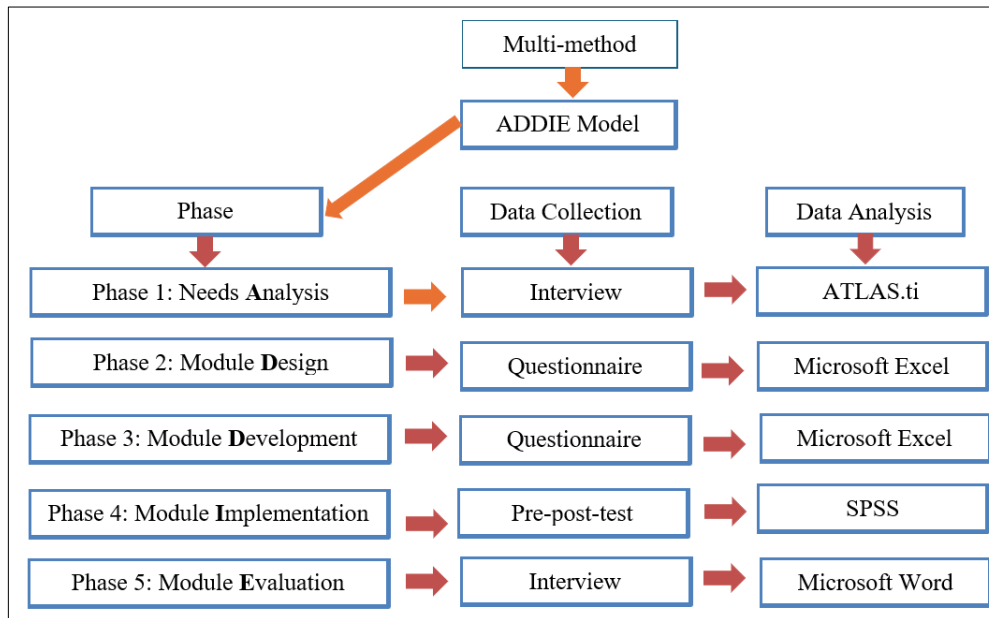 Multi-method
ADDIE Model
Phase
Data Collection
Data Analysis
Phase 1: Needs Analysis
Interview
ATLAS.ti
Phase 2: Module Design
Questionnaire
Microsoft Excel
Phase 3: Module Development
Questionnaire
Microsoft Excel
Phase 4: Module Implementation
Pre-post-test
SPSS
Phase 5: Module Evaluation
Interview
Microsoft Word